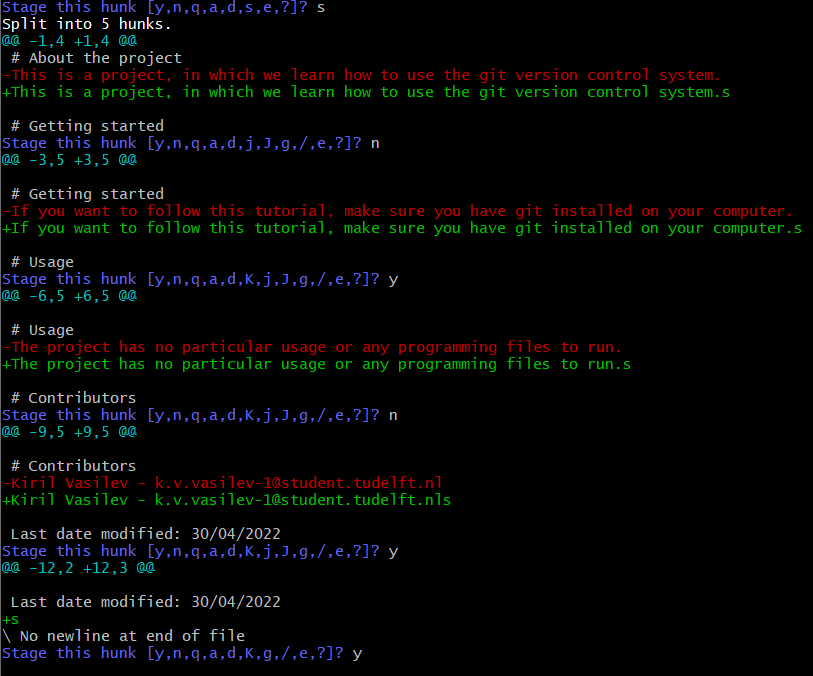 Stage this hunk [y,n,q,a,d,s,e,?]? s
Split into 5 hunks.
@@ -1,4 +1,4 @@
 # About the project
-This is a project, in which we learn how to use the git version control system.
+This is a project, in which we learn how to use the git version control system.s

 # Getting started
Stage this hunk [y,n,q,a,d,j,J,g,/,e,?]? n
@@ -3,5 +3,5 @@

 # Getting started
-If you want to follow this tutorial, make sure you have git installed on your computer.
+If you want to follow this tutorial, make sure you have git installed on your computer.s

 # Usage
Stage this hunk [y,n,q,a,d,K,j,J,g,/,e,?]? y
@@ -6,5 +6,5 @@

 # Usage
-The project has no particular usage or any programming files to run.
+The project has no particular usage or any programming files to run.s

 # Contributors
Stage this hunk [y,n,q,a,d,K,j,J,g,/,e,?]? n
@@ -9,5 +9,5 @@

 # Contributors
-Kiril Vasilev - k.v.vasilev-1@student.tudelft.nl
+Kiril Vasilev - k.v.vasilev-1@student.tudelft.nls

 Last date modified: 30/04/2022
Stage this hunk [y,n,q,a,d,K,j,J,g,/,e,?]? y
@@ -12,2 +12,3 @@

 Last date modified: 30/04/2022
+s
\ No newline at end of file
Stage this hunk [y,n,q,a,d,K,g,/,e,?]? y